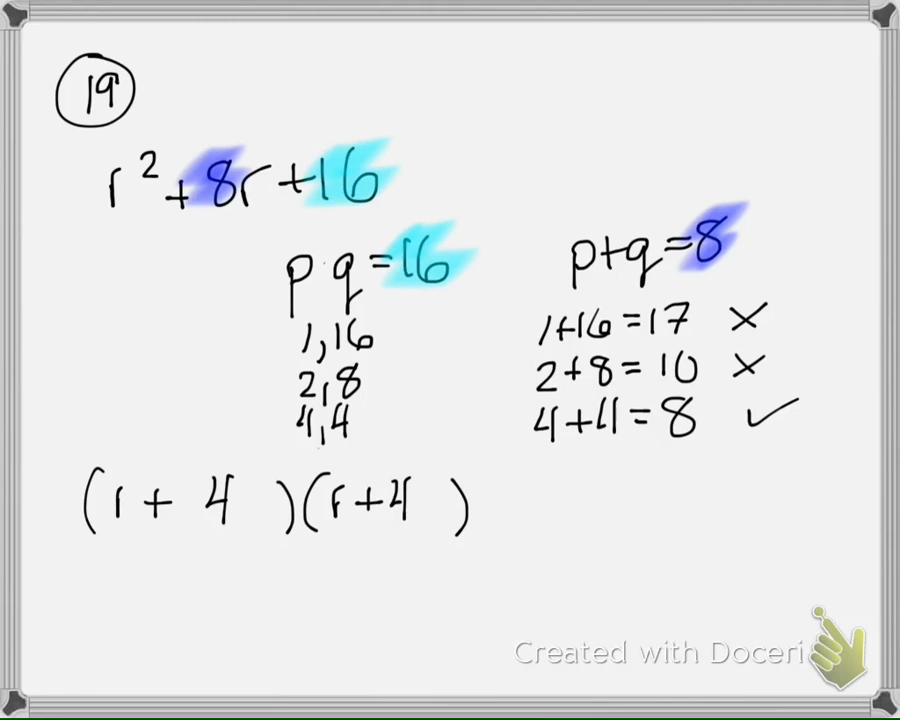 19
r² + 8r + 16
p · q = 16
p + q = 8
1, 16
1 + 16 = 17 ×
2, 8
2 + 8 = 10 ×
4, 4
4 + 4 = 8 ✓
(r + 4 )(r + 4 )
Created with Doceri